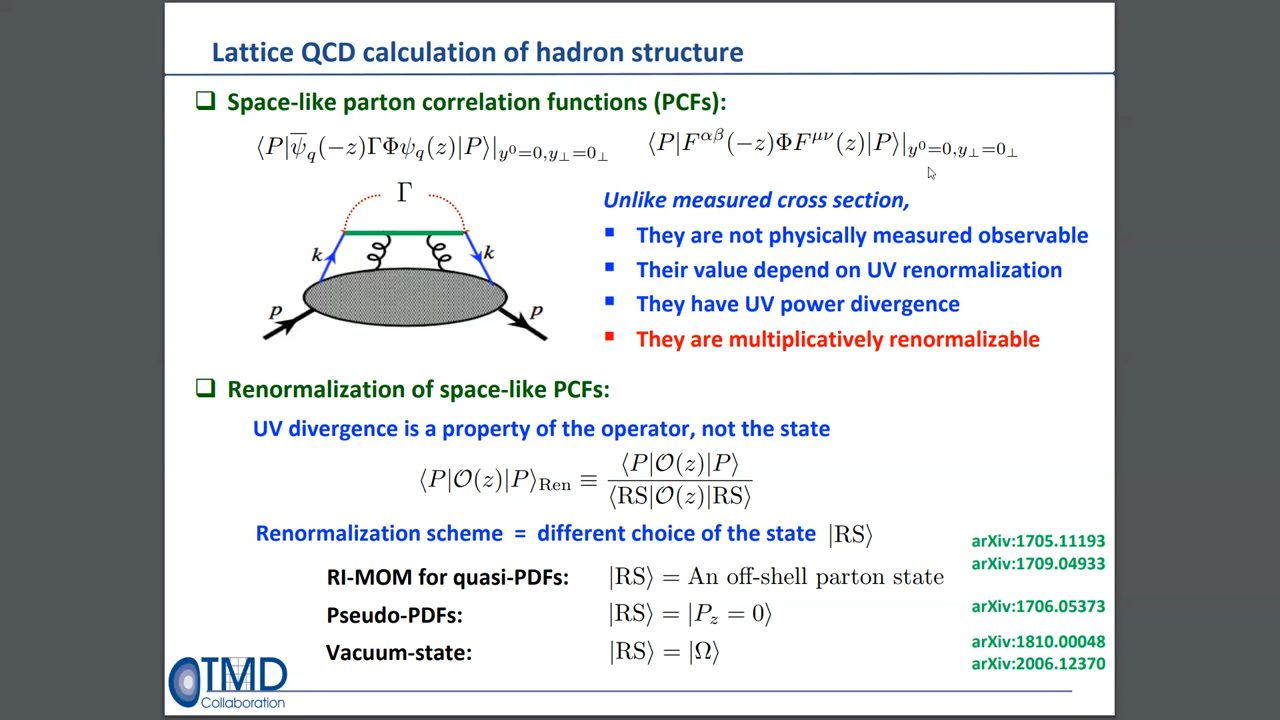 Lattice QCD calculation of hadron structure
❑ Space-like parton correlation functions (PCFs):
⟨P|ψ̅_q(−z)ΓΦψ_q(z)|P⟩|_{y⁰=0,y_⊥=0_⊥} ⟨P|F^{αβ}(−z)ΦF^{μν}(z)|P⟩|_{y⁰=0,y_⊥=0_⊥}
Γ
k
k
p
p
Unlike measured cross section,
▪ They are not physically measured observable
▪ Their value depend on UV renormalization
▪ They have UV power divergence
▪ They are multiplicatively renormalizable
❑ Renormalization of space-like PCFs:
UV divergence is a property of the operator, not the state
⟨P|𝒪(z)|P⟩_Ren ≡ ⟨P|𝒪(z)|P⟩ / ⟨RS|𝒪(z)|RS⟩
Renormalization scheme = different choice of the state |RS⟩
arXiv:1705.11193
arXiv:1709.04933
RI-MOM for quasi-PDFs: |RS⟩ = An off-shell parton state
Pseudo-PDFs: |RS⟩ = |P_z = 0⟩
arXiv:1706.05373
Vacuum-state: |RS⟩ = |Ω⟩
arXiv:1810.00048
arXiv:2006.12370
TMD
Collaboration